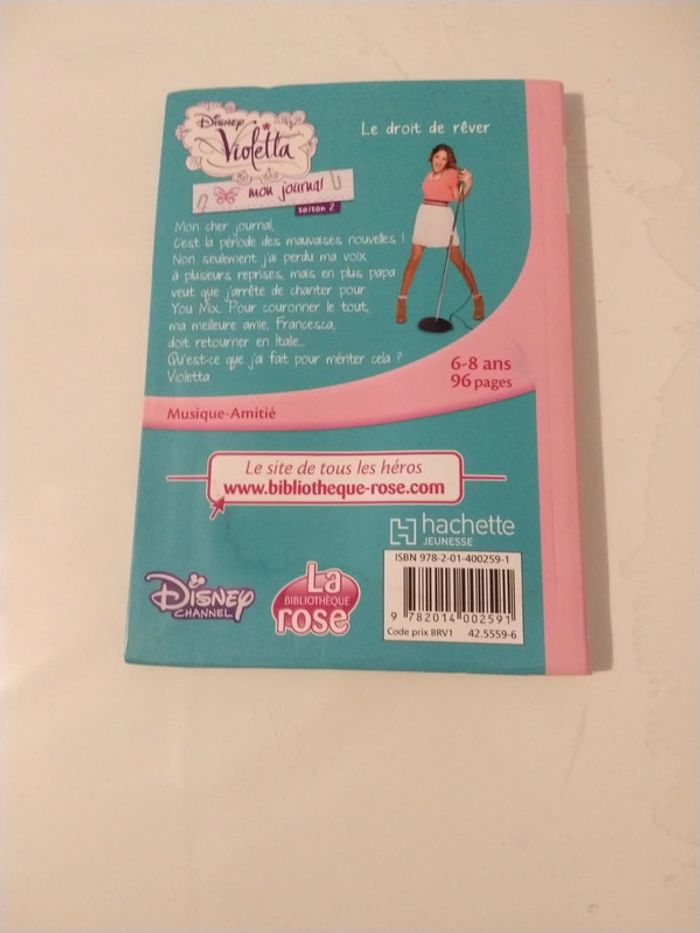 Disney
Violetta
mon journal
saison 2
Le droit de rêver
Mon cher journal,
C'est la période des mauvaises nouvelles !
Non seulement j'ai perdu ma voix
à plusieurs reprises, mais en plus papa
veut que j'arrête de chanter pour
You Mix. Pour couronner le tout,
ma meilleure amie, Francesca,
doit retourner en Italie...
Qu'est-ce que j'ai fait pour mériter cela ?
Violetta
6-8 ans
96 pages
Musique-Amitié
Le site de tous les héros
www.bibliotheque-rose.com
hachette
JEUNESSE
ISBN 978-2-01-400259-1
9 782014 002591
Code prix BRV1 42.5559-6
Disney
CHANNEL
La
BIBLIOTHÈQUE
rose